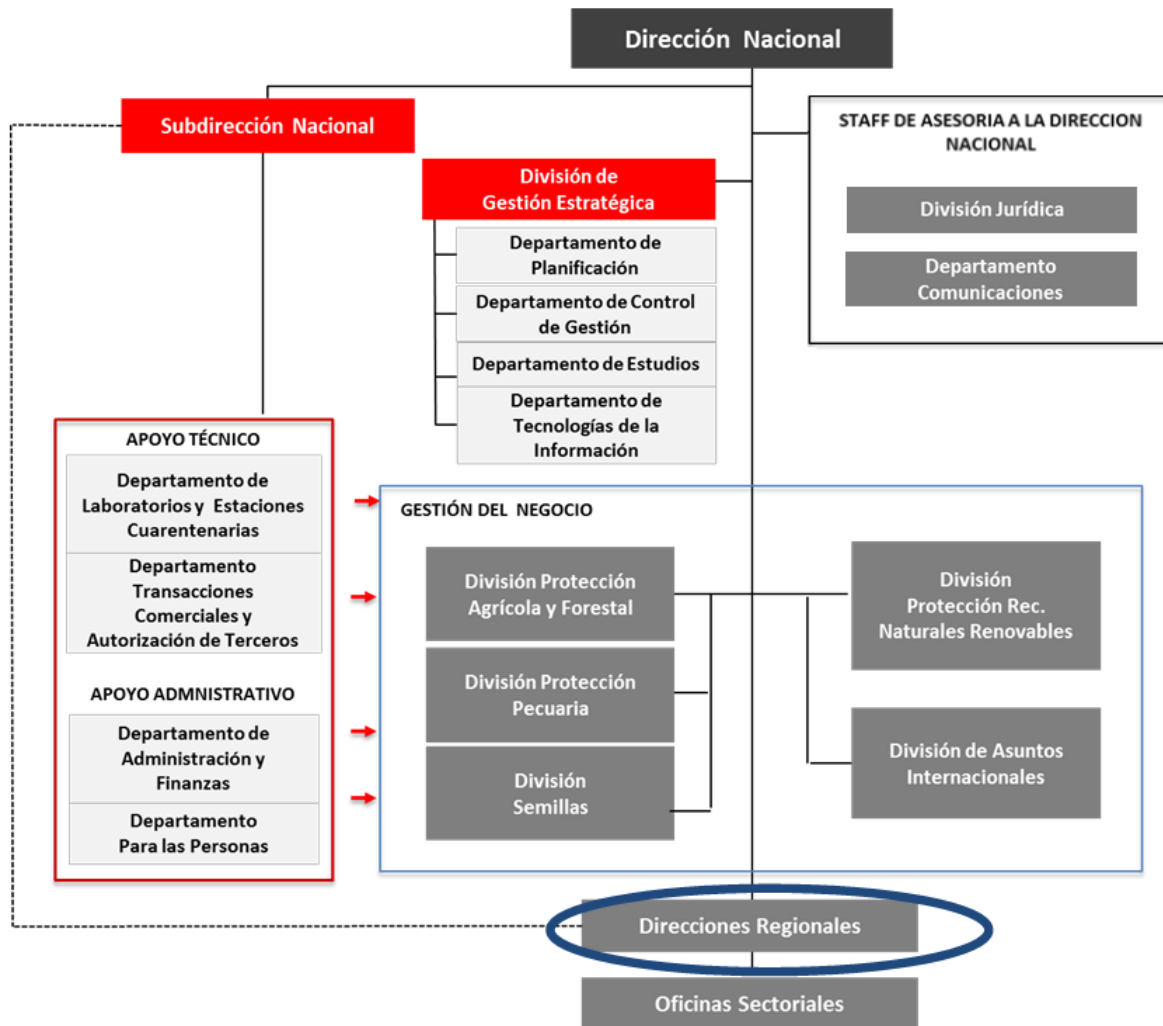 Dirección Nacional
Subdirección Nacional
STAFF DE ASESORIA A LA DIRECCION
NACIONAL
División Jurídica
Departamento
Comunicaciones
División de
Gestión Estratégica
Departamento de
Planificación
Departamento de Control
de Gestión
Departamento de Estudios
Departamento de
Tecnologías de la
Información
APOYO TÉCNICO
Departamento de
Laboratorios y Estaciones
Cuarentenarias
Departamento
Transacciones
Comerciales y
Autorización de Terceros
APOYO ADMNISTRATIVO
Departamento de
Administración y
Finanzas
Departamento
Para las Personas
GESTIÓN DEL NEGOCIO
División Protección
Agrícola y Forestal
División Protección
Pecuaria
División
Semillas
División
Protección Rec.
Naturales Renovables
División de Asuntos
Internacionales
Direcciones Regionales
Oficinas Sectoriales